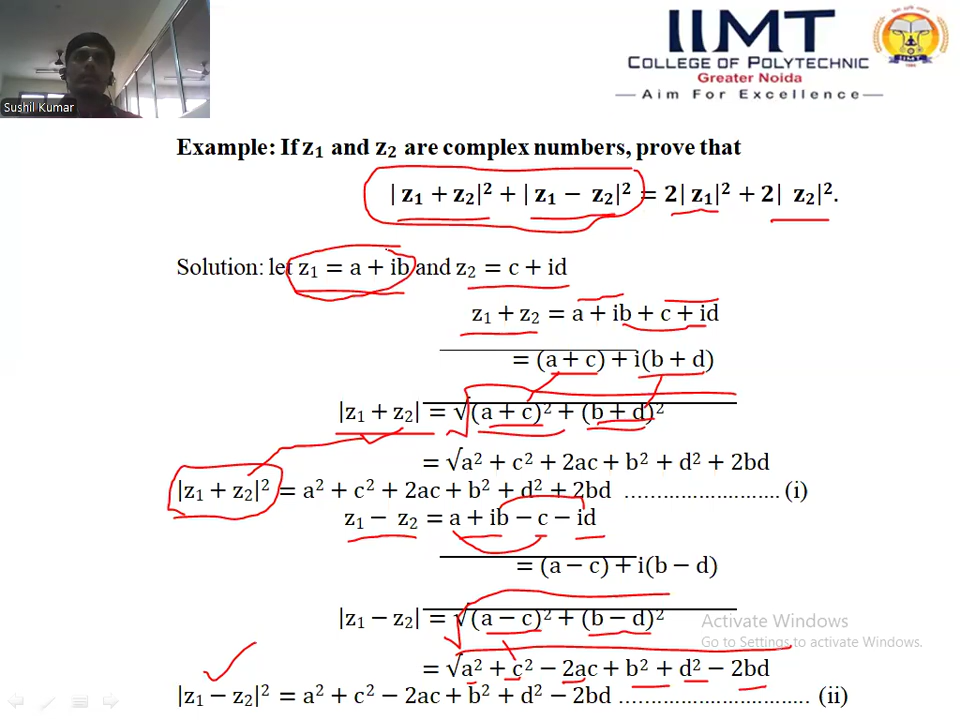 IIMT
COLLEGE OF POLYTECHNIC
Greater Noida
—Aim For Excellence—
IIMT
Sushil Kumar
Example: If z₁ and z₂ are complex numbers, prove that
| z₁ + z₂|² + | z₁ − z₂|² = 2| z₁|² + 2| z₂|².
Solution: let z₁ = a + ib and z₂ = c + id
z₁ + z₂ = a + ib + c + id
= (a + c) + i(b + d)
|z₁ + z₂| = √(a + c)² + (b + d)²
= √a² + c² + 2ac + b² + d² + 2bd
|z₁ + z₂|² = a² + c² + 2ac + b² + d² + 2bd ............................ (i)
z₁ − z₂ = a + ib − c − id
= (a − c) + i(b − d)
|z₁ − z₂| = √(a − c)² + (b − d)²
= √a² + c² − 2ac + b² + d² − 2bd
|z₁ − z₂|² = a² + c² − 2ac + b² + d² − 2bd ................................... (ii)
Activate Windows
Go to Settings to activate Windows.